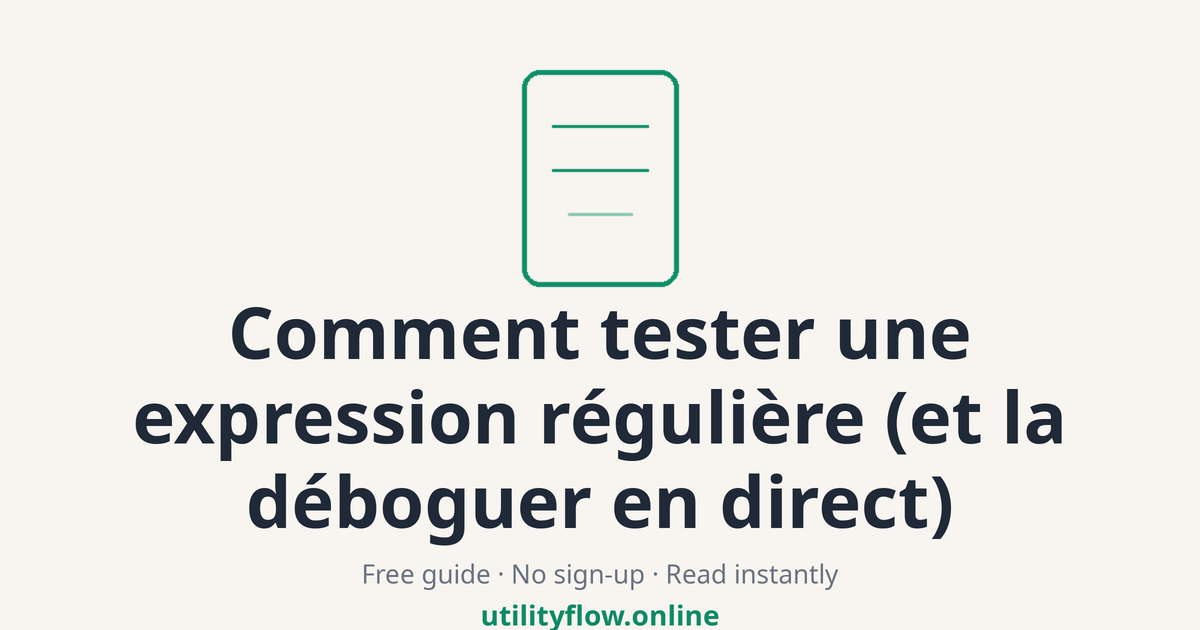 Comment tester une
expression régulière (et la
déboguer en direct)
Free guide · No sign-up · Read instantly
utilityflow.online